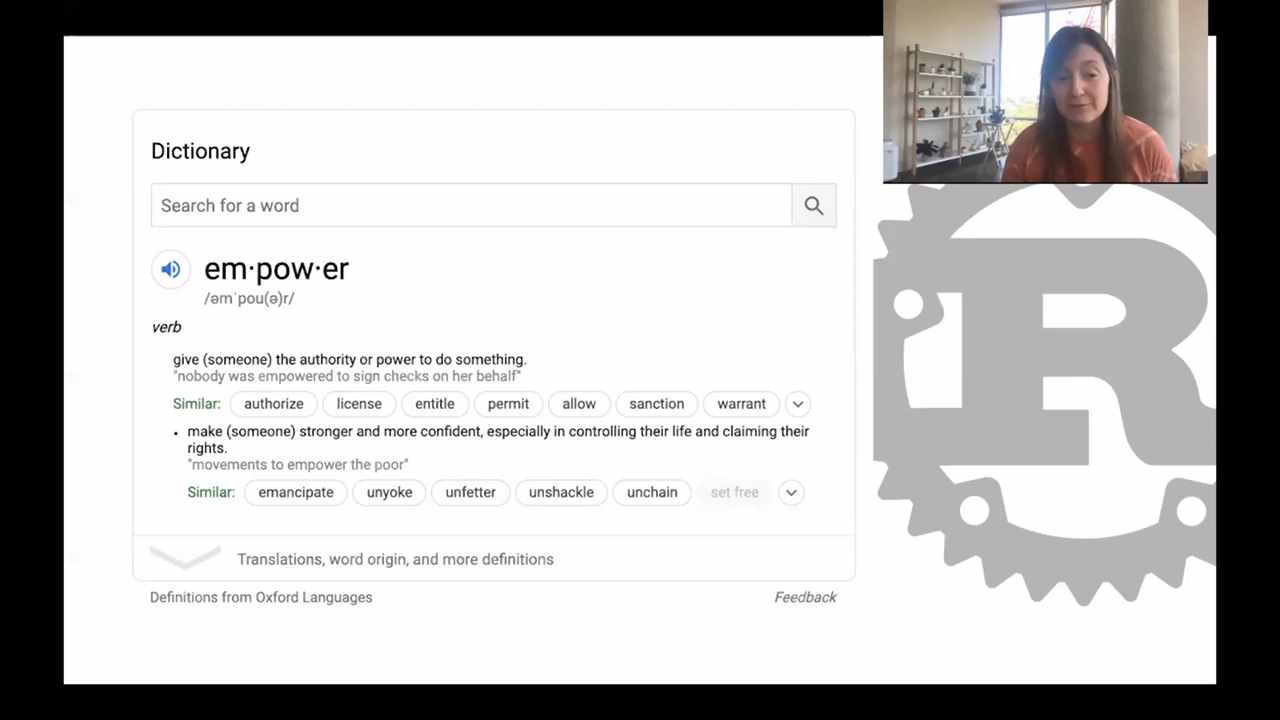 Dictionary
Search for a word
em·pow·er
/əmˈpou(ə)r/
verb
give (someone) the authority or power to do something.
"nobody was empowered to sign checks on her behalf"
Similar: authorize license entitle permit allow sanction warrant
• make (someone) stronger and more confident, especially in controlling their life and claiming their
rights.
"movements to empower the poor"
Similar: emancipate unyoke unfetter unshackle unchain set free
Translations, word origin, and more definitions
Definitions from Oxford Languages
Feedback
R